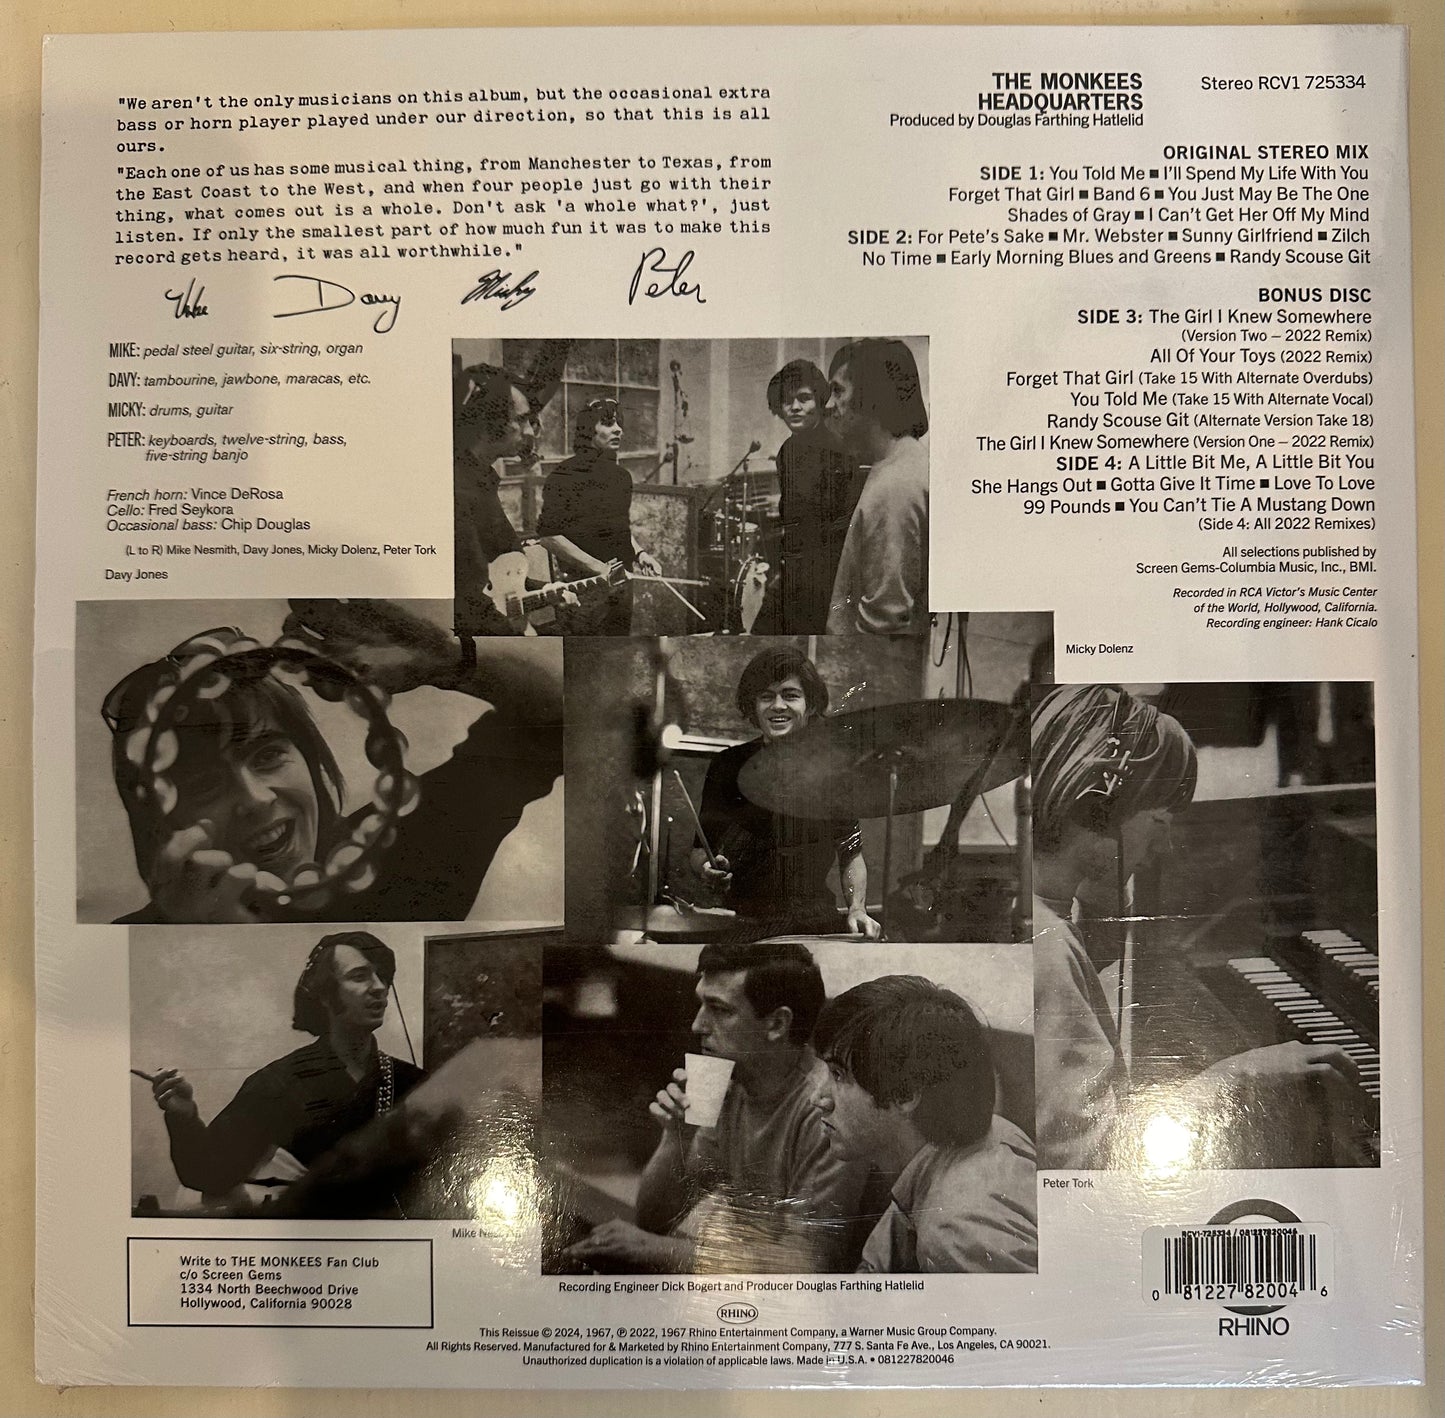 "We aren't the only musicians on this album, but the occasional extra
bass or horn player played under our direction, so that this is all
ours.
"Each one of us has some musical thing, from Manchester to Texas, from
the East Coast to the West, and when four people just go with their
thing, what comes out is a whole. Don't ask 'a whole what?', just
listen. If only the smallest part of how much fun it was to make this
record gets heard, it was all worthwhile."
Mike Davy Micky Peter
MIKE: pedal steel guitar, six-string, organ
DAVY: tambourine, jawbone, maracas, etc.
MICKY: drums, guitar
PETER: keyboards, twelve-string, bass,
five-string banjo
French horn: Vince DeRosa
Cello: Fred Seykora
Occasional bass: Chip Douglas
(L to R) Mike Nesmith, Davy Jones, Micky Dolenz, Peter Tork
Davy Jones
THE MONKEES
HEADQUARTERS
Produced by Douglas Farthing Hatlelid
Stereo RCV1 725334
ORIGINAL STEREO MIX
SIDE 1: You Told Me ■ I'll Spend My Life With You
Forget That Girl ■ Band 6 ■ You Just May Be The One
Shades of Gray ■ I Can't Get Her Off My Mind
SIDE 2: For Pete's Sake ■ Mr. Webster ■ Sunny Girlfriend ■ Zilch
No Time ■ Early Morning Blues and Greens ■ Randy Scouse Git
BONUS DISC
SIDE 3: The Girl I Knew Somewhere
(Version Two – 2022 Remix)
All Of Your Toys (2022 Remix)
Forget That Girl (Take 15 With Alternate Overdubs)
You Told Me (Take 15 With Alternate Vocal)
Randy Scouse Git (Alternate Version Take 18)
The Girl I Knew Somewhere (Version One – 2022 Remix)
SIDE 4: A Little Bit Me, A Little Bit You
She Hangs Out ■ Gotta Give It Time ■ Love To Love
99 Pounds ■ You Can't Tie A Mustang Down
(Side 4: All 2022 Remixes)
All selections published by
Screen Gems-Columbia Music, Inc., BMI.
Recorded in RCA Victor's Music Center
of the World, Hollywood, California.
Recording engineer: Hank Cicalo
Micky Dolenz
Peter Tork
Mike
Recording Engineer Dick Bogert and Producer Douglas Farthing Hatlelid
Write to THE MONKEES Fan Club
c/o Screen Gems
1334 North Beechwood Drive
Hollywood, California 90028
RHINO
This Reissue © 2024, 1967, ℗ 2022, 1967 Rhino Entertainment Company, a Warner Music Group Company.
All Rights Reserved. Manufactured for & Marketed by Rhino Entertainment Company, 777 S. Santa Fe Ave., Los Angeles, CA 90021.
Unauthorized duplication is a violation of applicable laws. Made in U.S.A. • 081227820046
RCV1-725334 / 081227820046
0 81227 82004 6
RHINO